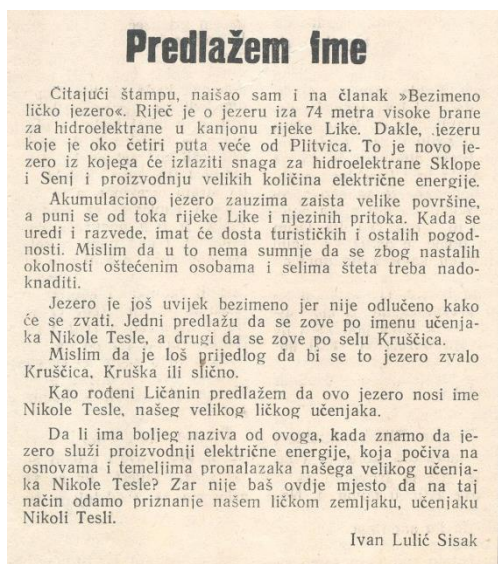 Predlažem ime
Čitajući štampu, naišao sam i na članak »Bezimeno
ličko jezero«. Riječ je o jezeru iza 74 metra visoke brane
za hidroelektrane u kanjonu rijeke Like. Dakle, jezeru
koje je oko četiri puta veće od Plitvica. To je novo je-
zero iz kojega će izlaziti snaga za hidroelektrane Sklope
i Senj i proizvodnju velikih količina električne energije.
Akumulaciono jezero zauzima zaista velike površine,
a puni se od toka rijeke Like i njezinih pritoka. Kada se
uredi i razvede, imat će dosta turističkih i ostalih pogod-
nosti. Mislim da u to nema sumnje da se zbog nastalih
okolnosti oštećenim osobama i selima šteta treba nado-
knaditi.
Jezero je još uvijek bezimeno jer nije odlučeno kako
će se zvati. Jedni predlažu da se zove po imenu učenja-
ka Nikole Tesle, a drugi da se zove po selu Kruščica.
Mislim da je loš prijedlog da bi se to jezero zvalo
Kruščica, Kruška ili slično.
Kao rođeni Ličanin predlažem da ovo jezero nosi ime
Nikole Tesle, našeg velikog ličkog učenjaka.
Da li ima boljeg naziva od ovoga, kada znamo da je-
zero služi proizvodnji električne energije, koja počiva na
osnovama i temeljima pronalazaka našega velikog učenja-
ka Nikole Tesle? Zar nije baš ovdje mjesto da na taj
način odamo priznanje našem ličkom zemljaku, učenjaku
Nikoli Tesli.
Ivan Lulić Sisak